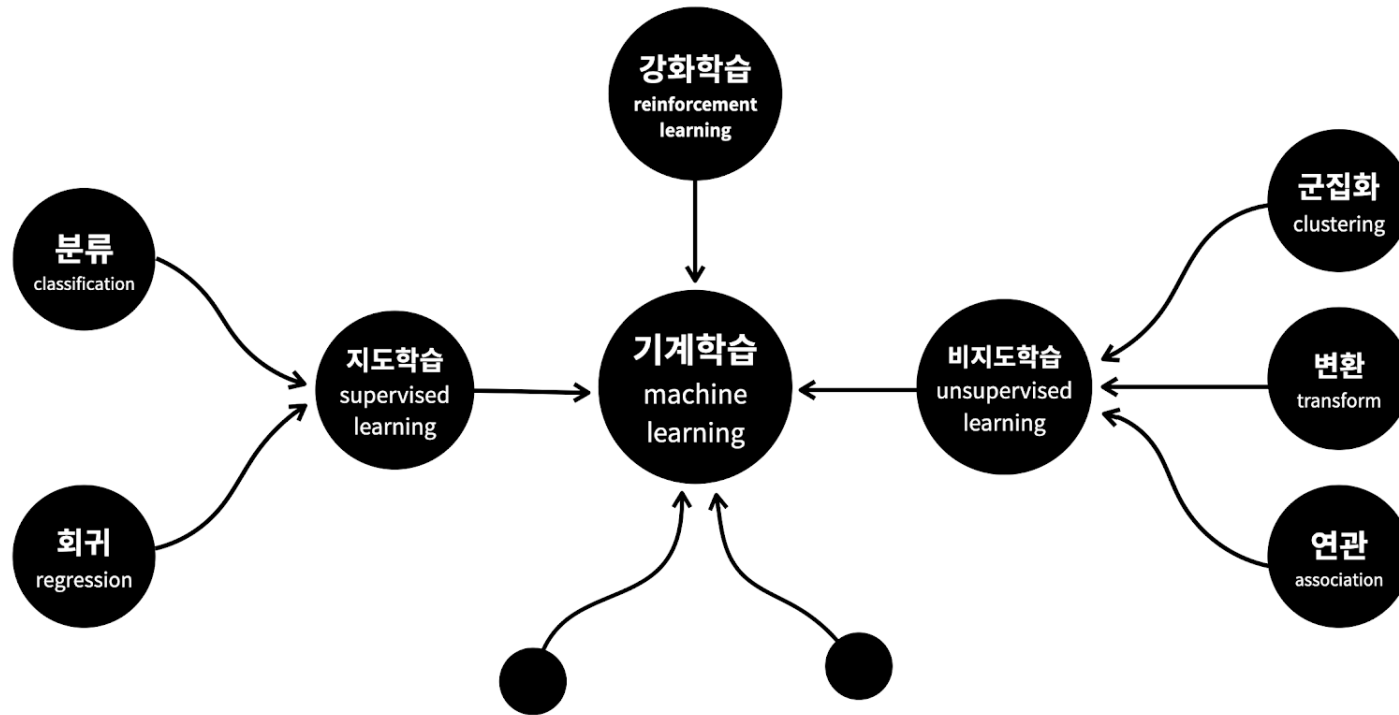 강화학습
reinforcement
learning
분류
classification
회귀
regression
지도학습
supervised
learning
기계학습
machine
learning
비지도학습
unsupervised
learning
군집화
clustering
변환
transform
연관
association